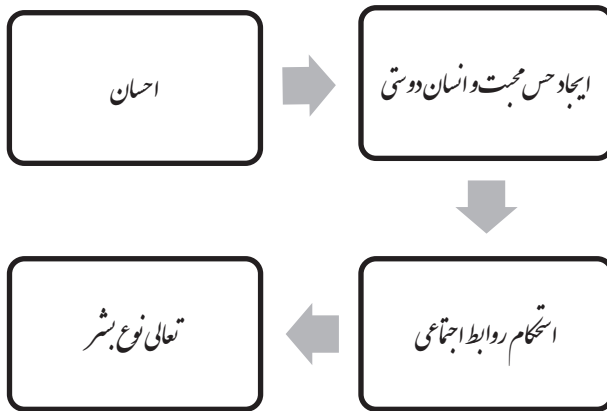 احسان
ایجاد حس محبت و انسان دوستی
استحکام روابط اجتماعی
تعالی نوع بشر